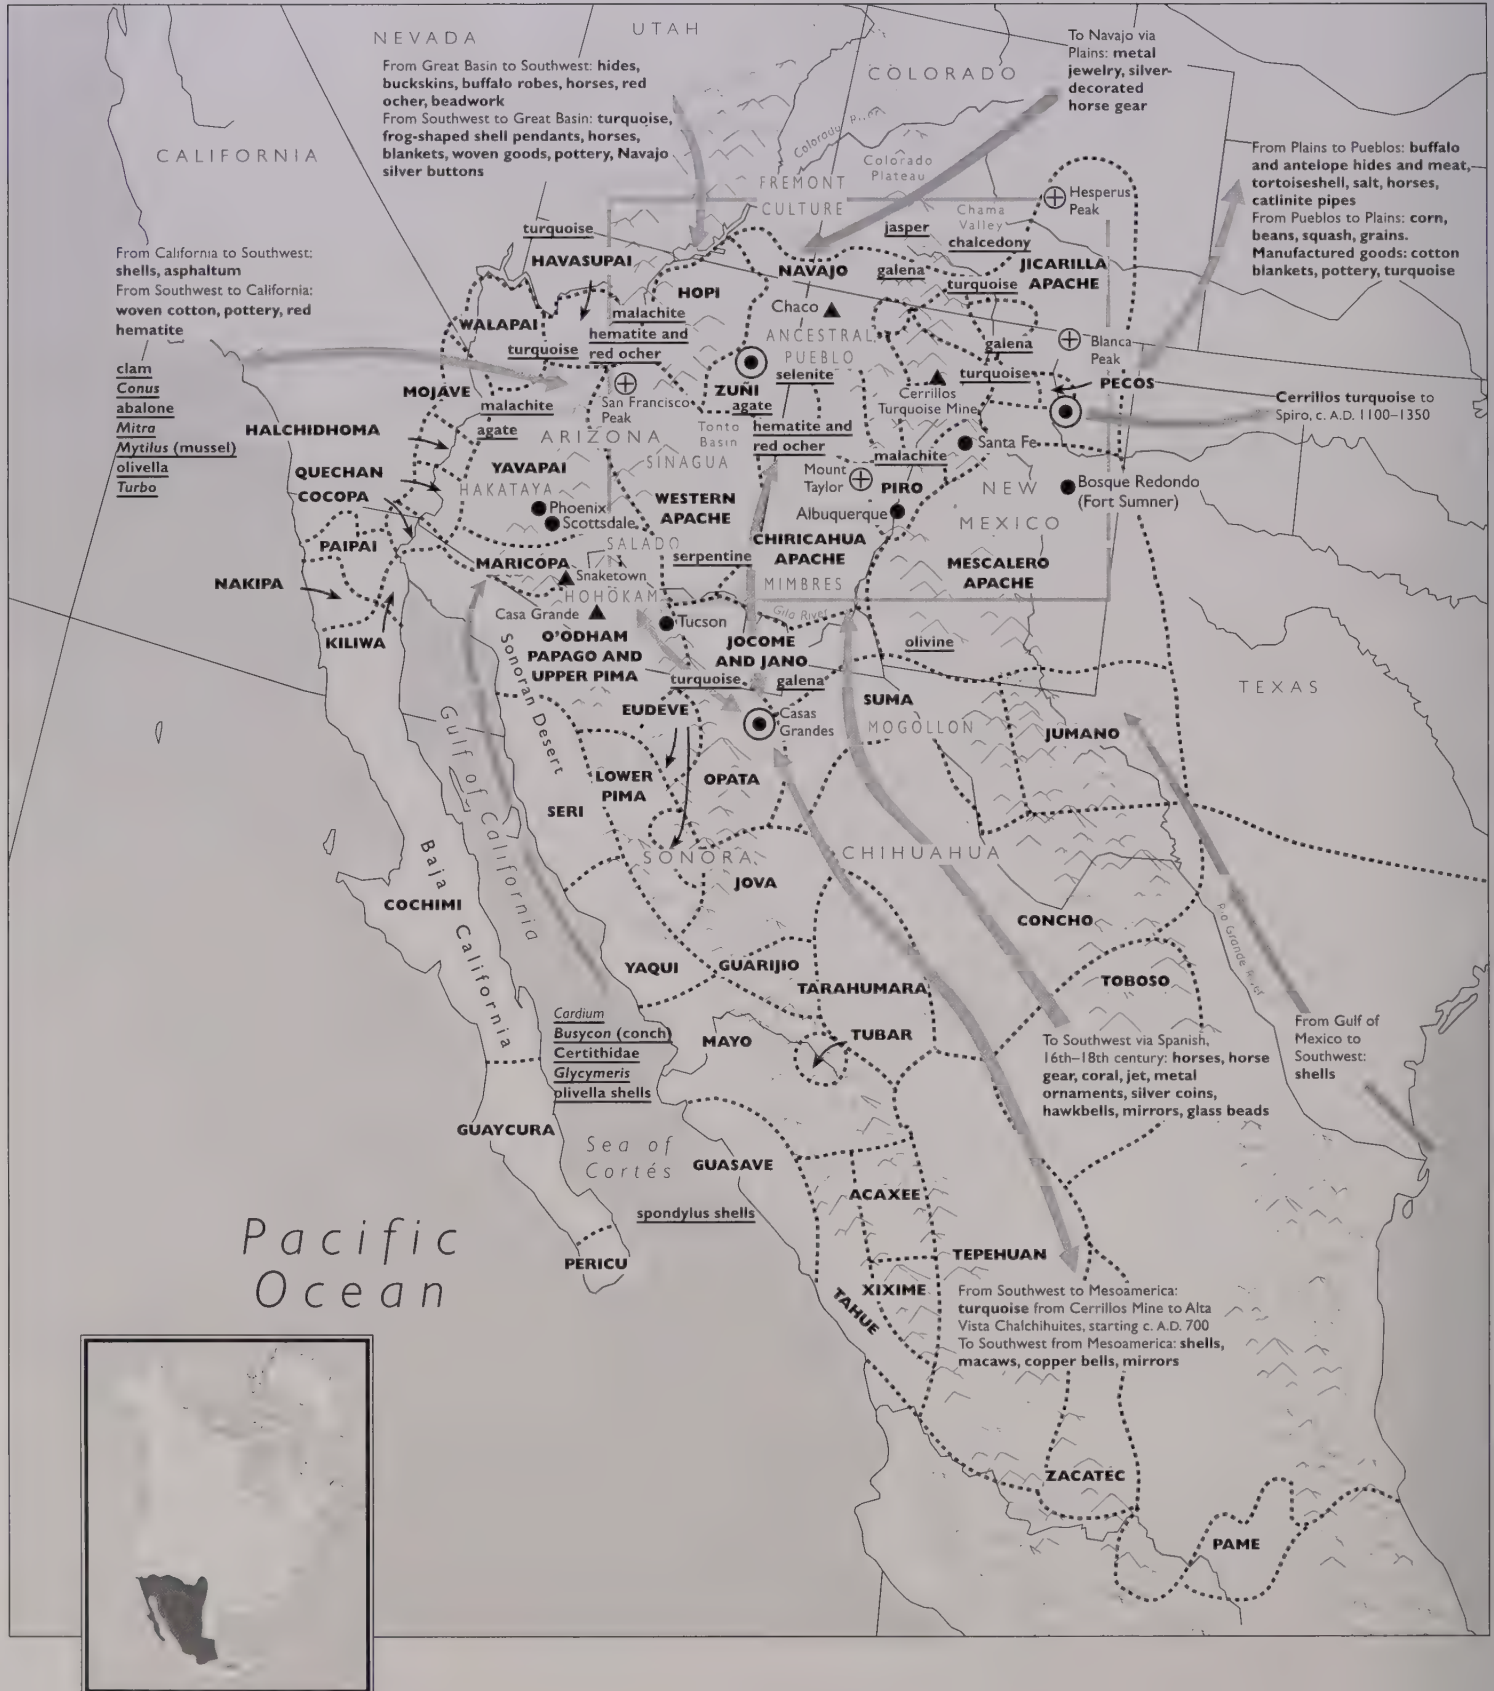 NEVADA
UTAH
COLORADO
CALIFORNIA
From Great Basin to Southwest: hides,
buckskins, buffalo robes, horses, red
ocher, beadwork
From Southwest to Great Basin: turquoise,
frog-shaped shell pendants, horses,
blankets, woven goods, pottery, Navajo
silver buttons
To Navajo via
Plains: metal
jewelry, silver-
decorated
horse gear
From Plains to Pueblos: buffalo
and antelope hides and meat,
tortoiseshell, salt, horses,
catlinite pipes
From Pueblos to Plains: corn,
beans, squash, grains.
Manufactured goods: cotton
blankets, pottery, turquoise
From California to Southwest:
shells, asphaltum
From Southwest to California:
woven cotton, pottery, red
hematite
clam
Conus
abalone
Mitra
Mytilus (mussel)
olivella
Turbo
Colorado
Plateau
FREMONT
CULTURE
Hesperus
Peak
Chama
Valley
turquoise
jasper
chalcedony
HAVASUPAI
NAVAJO
galena
JICARILLA
APACHE
turquoise
HOPI
Chaco
malachite
WALAPAI
hematite and
red ocher
turquoise
ANCESTRAL
PUEBLO
galena
Blanca
Peak
selenite
turquoise
PECOS
MOJAVE
San Francisco
Peak
ZUÑI
agate
Cerrillos
Turquoise Mine
Cerrillos turquoise to
Spiro, c. A.D. 1100–1350
malachite
agate
HALCHIDHOMA
ARIZONA
Tonto
Basin
hematite and
red ocher
Santa Fe
malachite
SINAGUA
YAVAPAI
HAKATAYA
QUECHAN
COCOPA
Mount
Taylor
PIRO
NEW
MEXICO
Bosque Redondo
(Fort Sumner)
WESTERN
APACHE
Phoenix
Scottsdale
Albuquerque
PAIPAI
SALADO
CHIRICAHUA
APACHE
serpentine
MARICOPA
Snaketown
MESCALERO
APACHE
NAKIPA
MIMBRES
HOHOKAM
Casa Grande
Gila River
Tucson
KILIWA
O'ODHAM
PAPAGO AND
UPPER PIMA
JOCOME
AND JANO
olivine
turquoise
galena
TEXAS
Sonoran Desert
EUDEVE
SUMA
Casas
Grandes
MOGOLLON
JUMANO
Gulf of California
LOWER
PIMA
OPATA
SERI
SONORA
CHIHUAHUA
JOVA
Baja California
COCHIMI
CONCHO
Rio Grande River
YAQUI
GUARIJIO
TARAHUMARA
TOBOSO
Cardium
Busycon (conch)
Certithidae
Glycymeris
olivella shells
MAYO
TUBAR
To Southwest via Spanish,
16th–18th century: horses, horse
gear, coral, jet, metal
ornaments, silver coins,
hawkbells, mirrors, glass beads
From Gulf of
Mexico to
Southwest:
shells
GUAYCURA
Sea of
Cortés
GUASAVE
ACAXEE
spondylus shells
Pacific
Ocean
PERICU
TEPEHUAN
XIXIME
TAHUE
From Southwest to Mesoamerica:
turquoise from Cerrillos Mine to Alta
Vista Chalchihuites, starting c. A.D. 700
To Southwest from Mesoamerica: shells,
macaws, copper bells, mirrors
ZACATEC
PAME